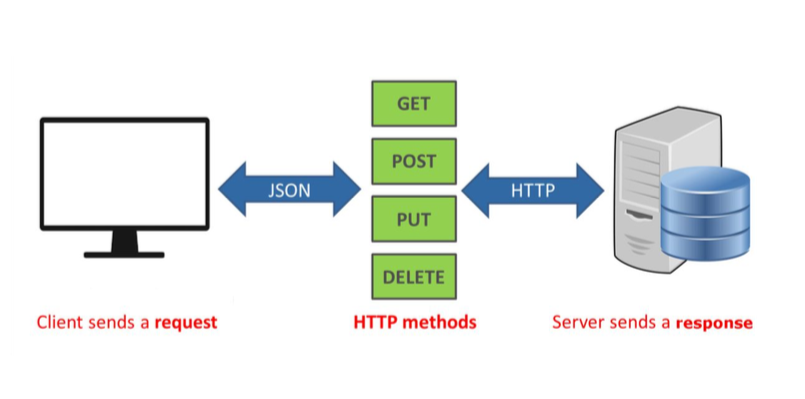 GET
POST
JSON
HTTP
PUT
DELETE
Client sends a request
HTTP methods
Server sends a response